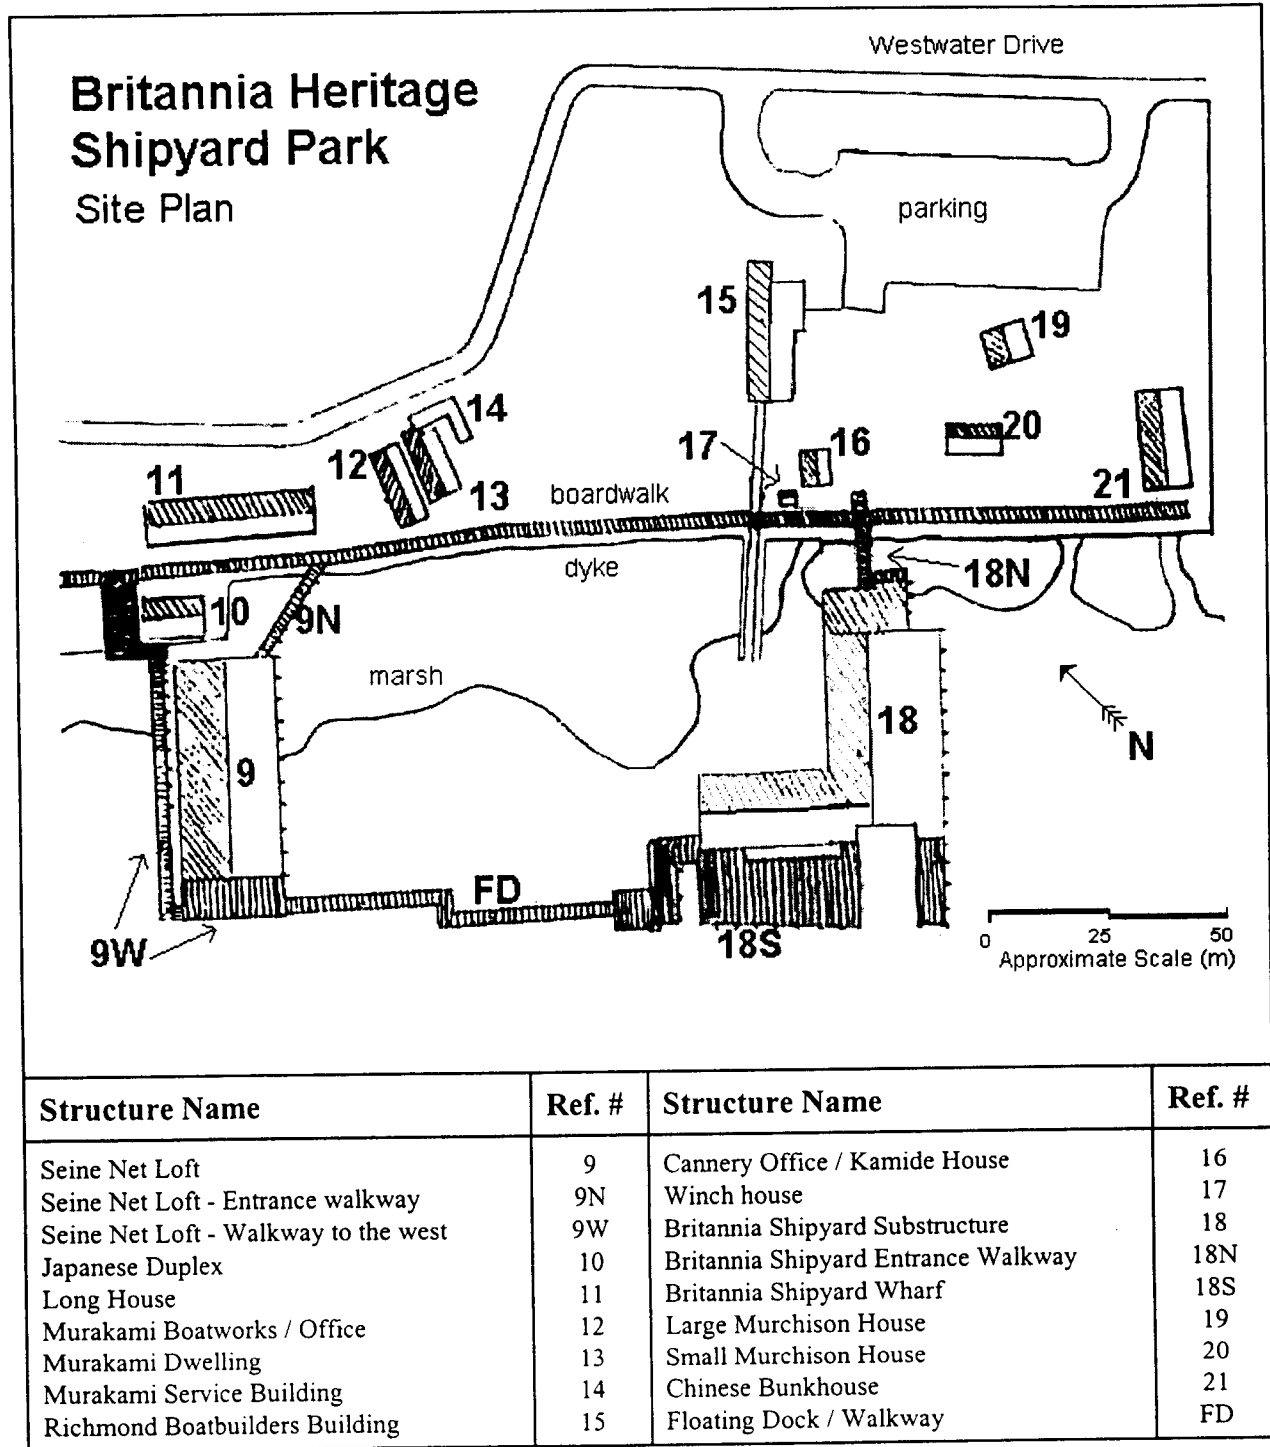 Westwater Drive
Britannia Heritage
Shipyard Park
Site Plan
parking
15
19
14
17
16
20
12
11
13
boardwalk
21
dyke
18N
10
9N
marsh
18
9
N
FD
9W
18S
0 25 50
Approximate Scale (m)
Structure Name Ref. # Structure Name Ref. #
Seine Net Loft 9 Cannery Office / Kamide House 16
Seine Net Loft - Entrance walkway 9N Winch house 17
Seine Net Loft - Walkway to the west 9W Britannia Shipyard Substructure 18
Japanese Duplex 10 Britannia Shipyard Entrance Walkway 18N
Long House 11 Britannia Shipyard Wharf 18S
Murakami Boatworks / Office 12 Large Murchison House 19
Murakami Dwelling 13 Small Murchison House 20
Murakami Service Building 14 Chinese Bunkhouse 21
Richmond Boatbuilders Building 15 Floating Dock / Walkway FD